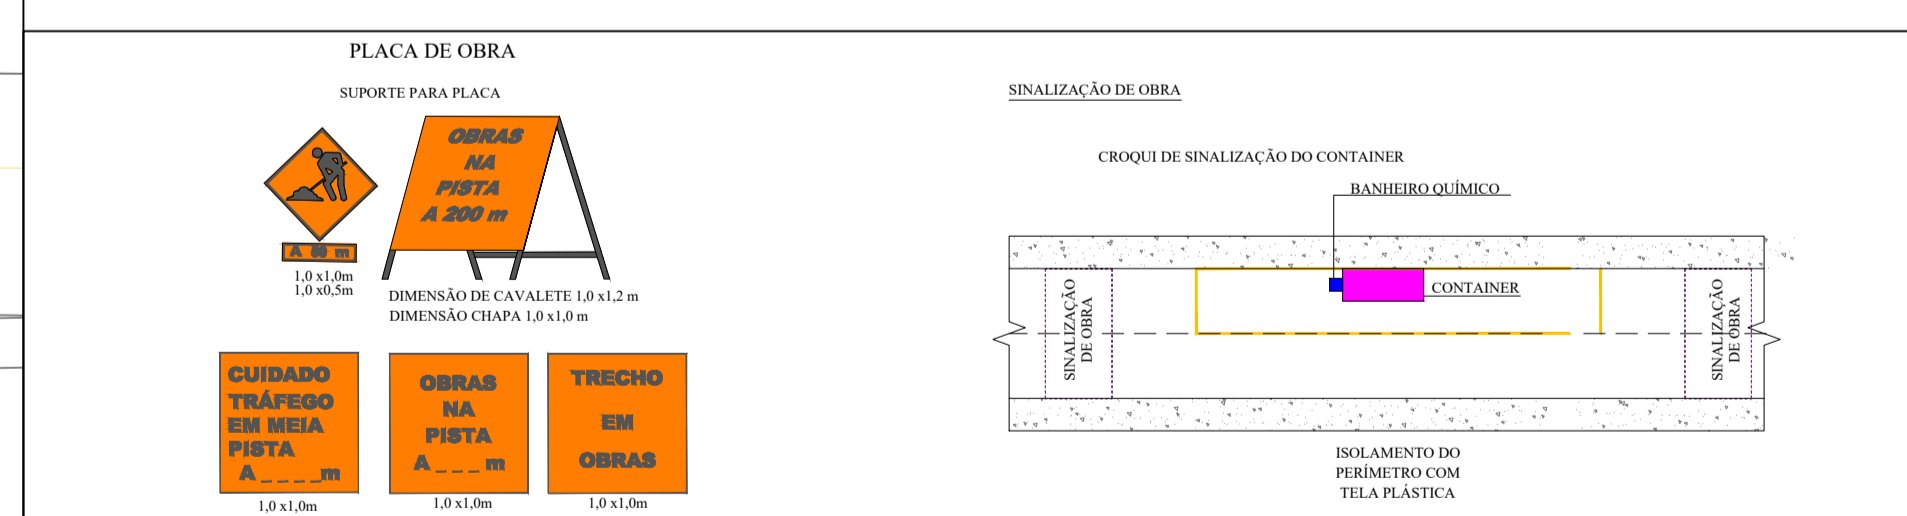 PLACA DE OBRA
SUPORTE PARA PLACA
OBRAS
NA
PISTA
A 200 m
A 50 m
1,0 x1,0m
1,0 x0,5m
DIMENSÃO DE CAVALETE 1,0 x1,2 m
DIMENSÃO CHAPA 1,0 x1,0 m
CUIDADO
TRÁFEGO
EM MEIA
PISTA
A _ _ _ _m
1,0 x1,0m
OBRAS
NA
PISTA
A _ _ _ m
1,0 x1,0m
TRECHO
EM
OBRAS
1,0 x1,0m
SINALIZAÇÃO DE OBRA
CROQUI DE SINALIZAÇÃO DO CONTAINER
BANHEIRO QUÍMICO
CONTAINER
SINALIZAÇÃO
DE OBRA
SINALIZAÇÃO
DE OBRA
ISOLAMENTO DO
PERÍMETRO COM
TELA PLÁSTICA